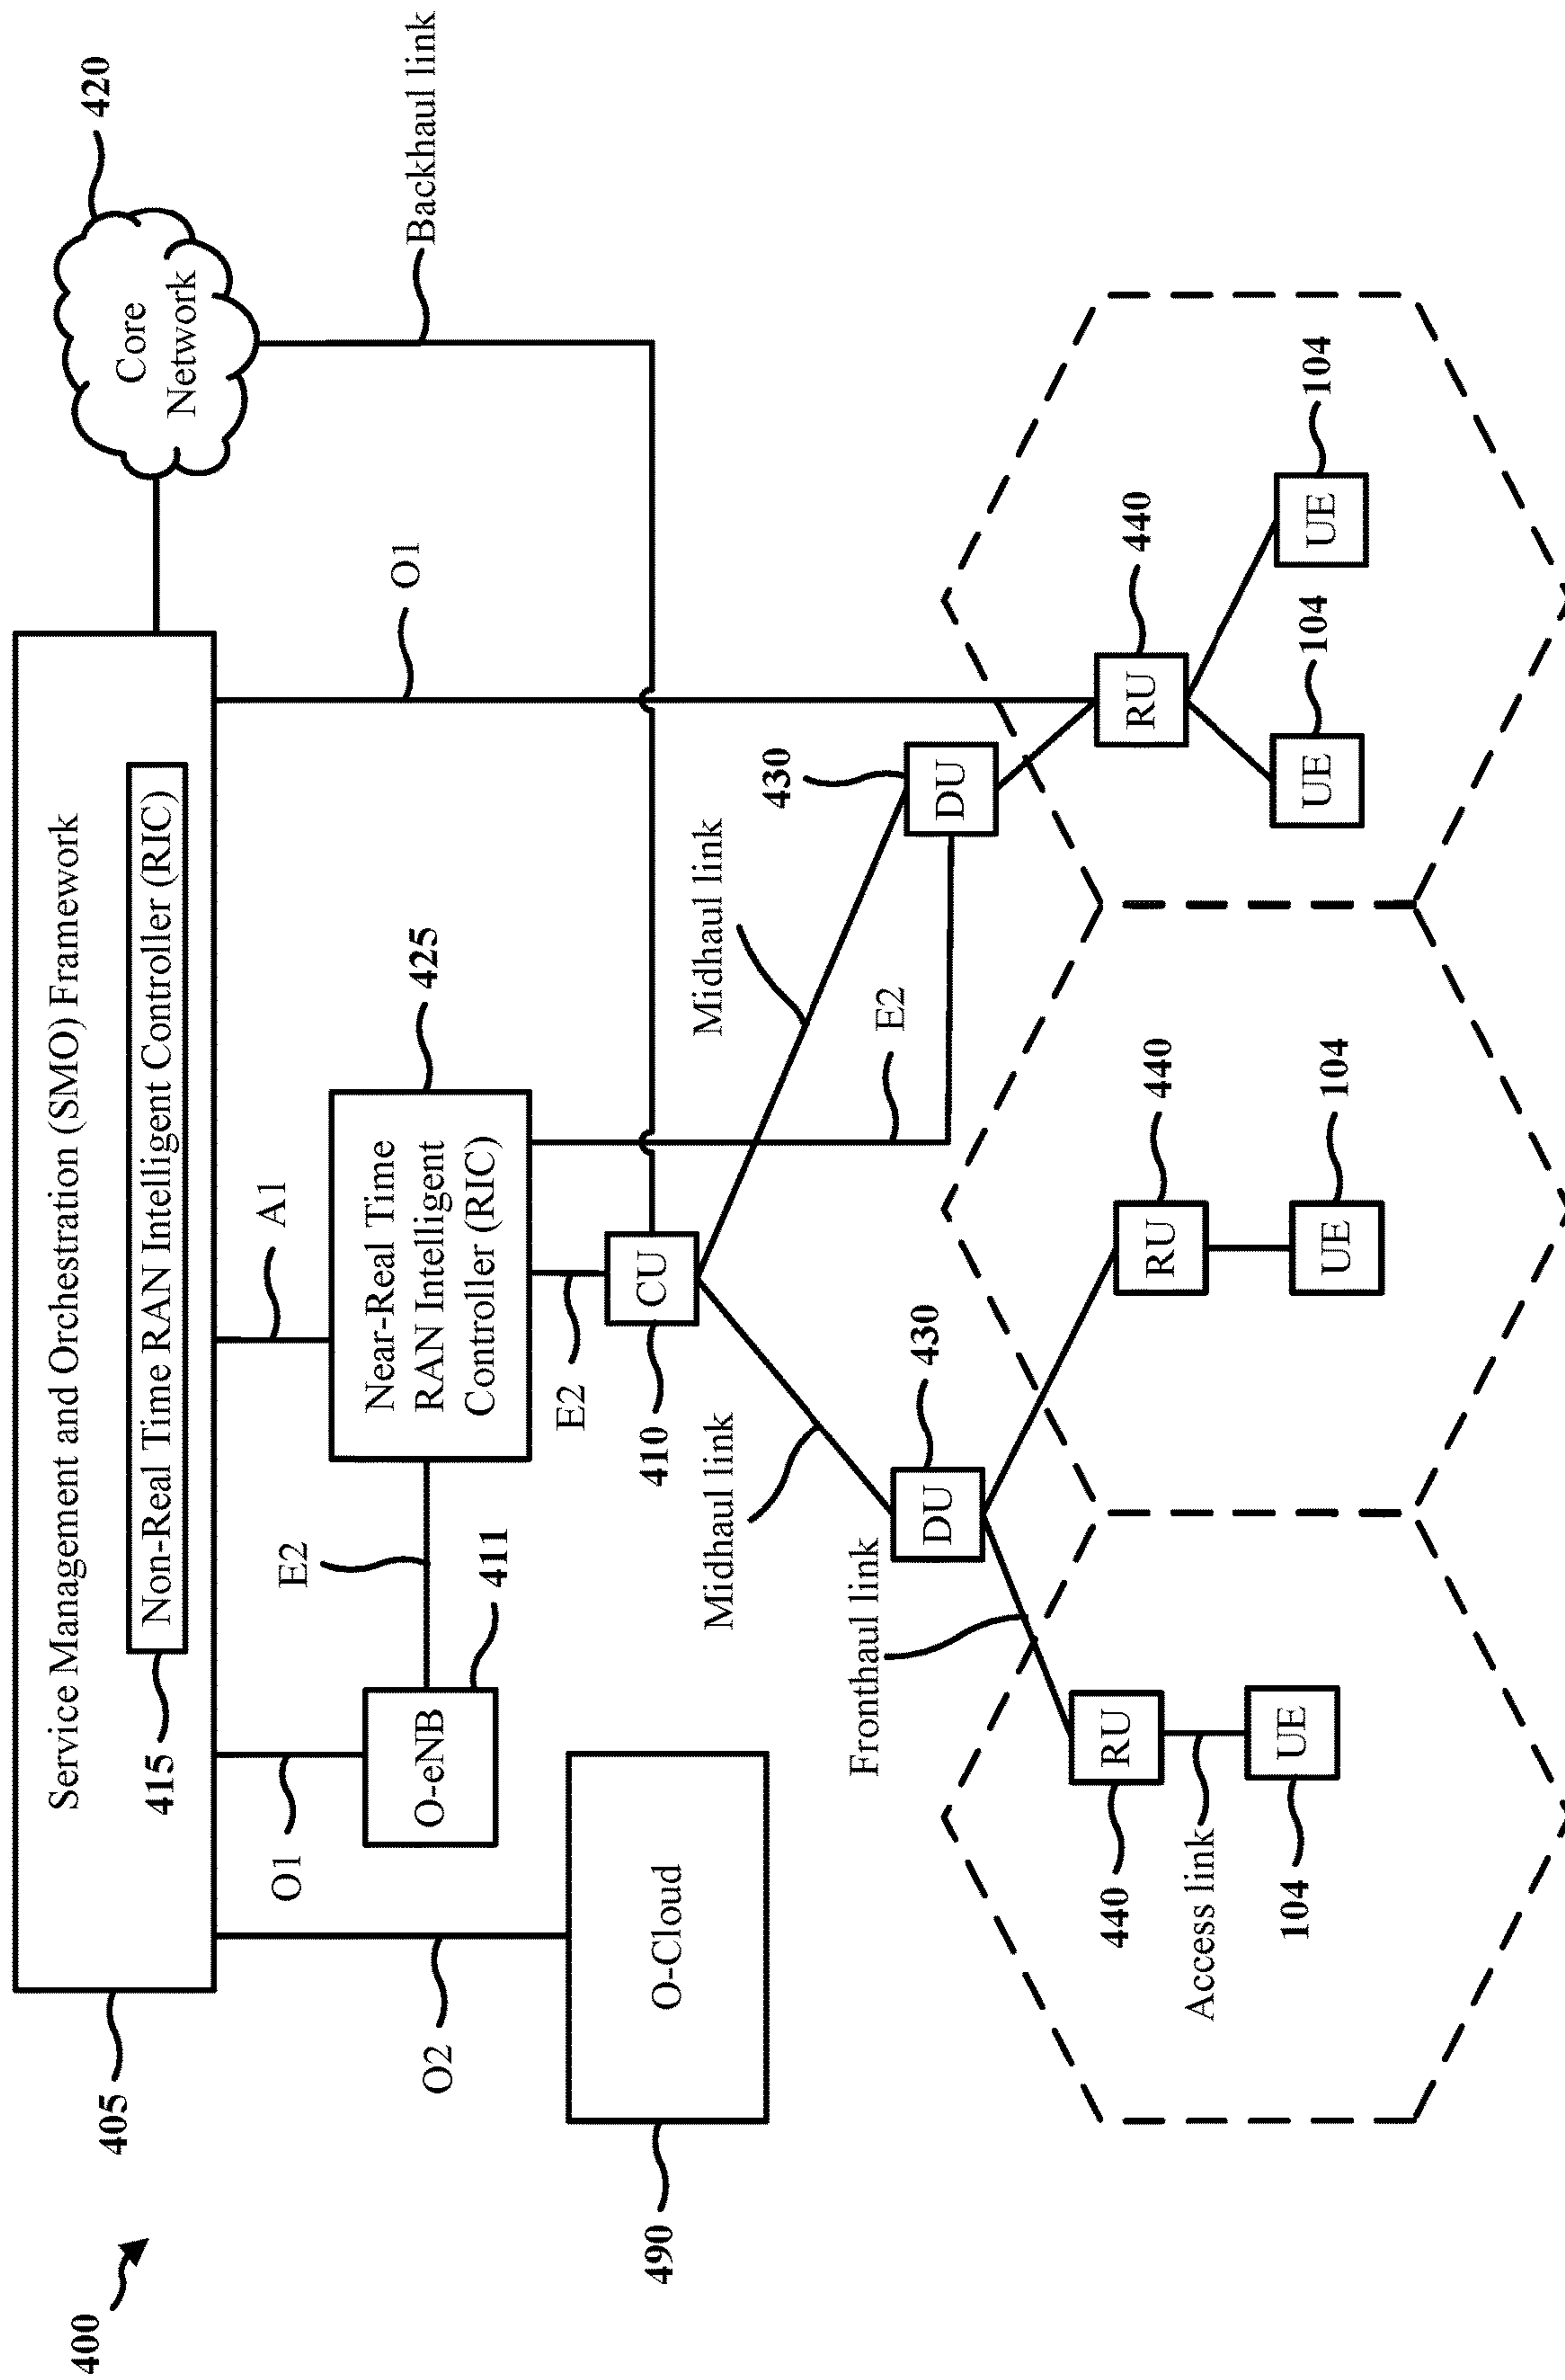 400
405
Service Management and Orchestration (SMO) Framework
415
Non-Real Time RAN Intelligent Controller (RIC)
Core
Network
420
O2
O1
A1
O1
Backhaul link
E2
411
O-eNB
Near-Real Time
RAN Intelligent
Controller (RIC)
425
490
O-Cloud
E2
410
CU
Midhaul link
Midhaul link
430
Fronthaul link
DU
430
E2
DU
440
RU
Access link
440
RU
440
RU
104
UE
104
UE
104
UE
104
UE